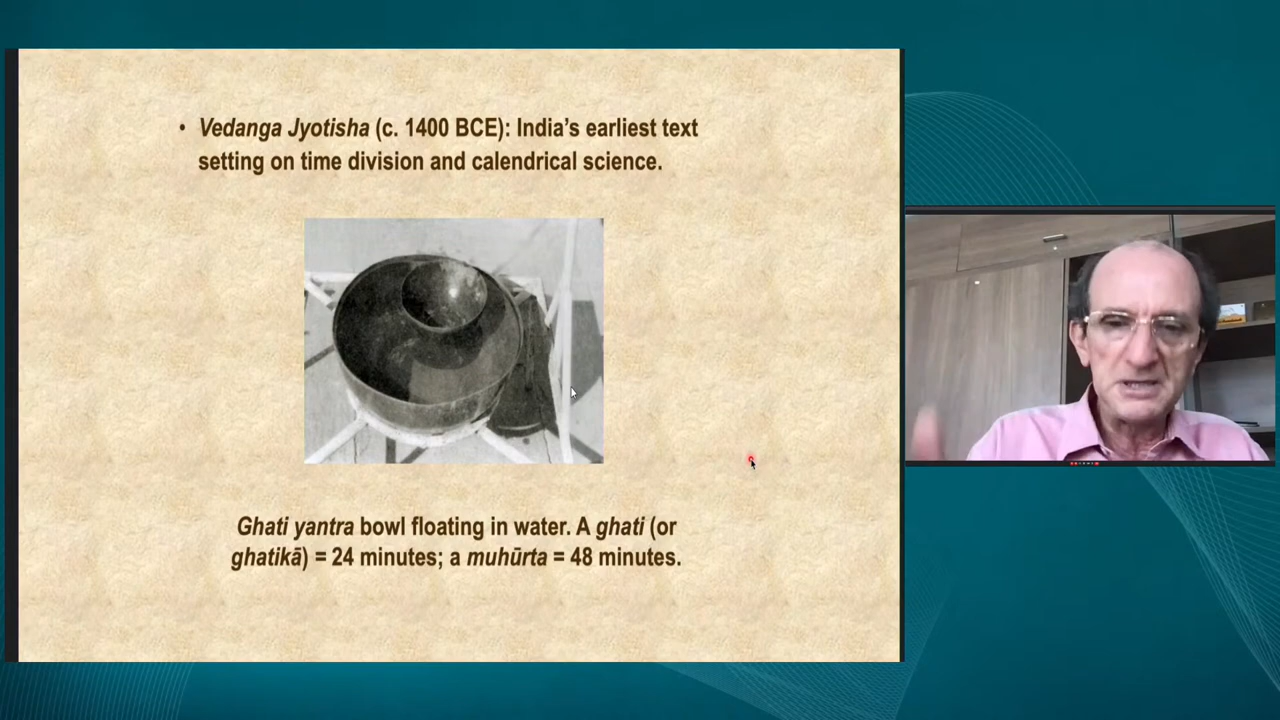 • Vedanga Jyotisha (c. 1400 BCE): India's earliest text
setting on time division and calendrical science.
Ghati yantra bowl floating in water. A ghati (or
ghatikā) = 24 minutes; a muhūrta = 48 minutes.